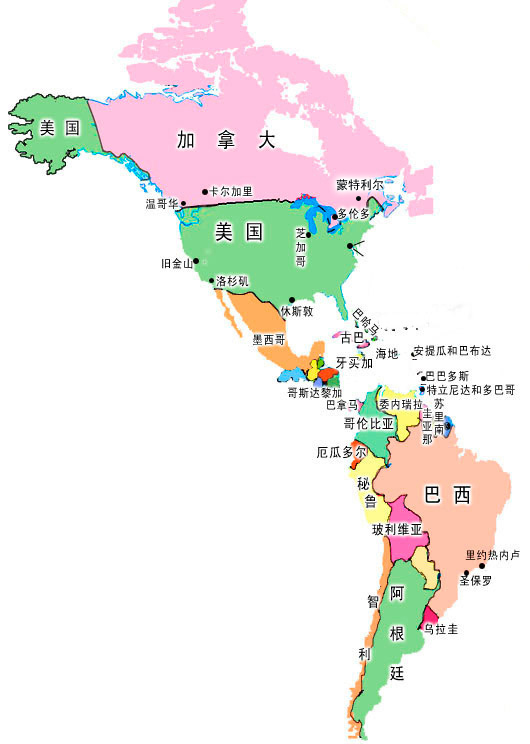 美国
加拿大
卡尔加里
蒙特利尔
温哥华
多伦多
美国
芝加哥
旧金山
洛杉矶
休斯敦
巴哈马
墨西哥
古巴
海地
安提瓜和巴布达
牙买加
巴巴多斯
哥斯达黎加
特立尼达和多巴哥
巴拿马
委内瑞拉
圭亚那
苏里南
哥伦比亚
厄瓜多尔
秘鲁
巴西
玻利维亚
里约热内卢
圣保罗
智利
阿根廷
乌拉圭